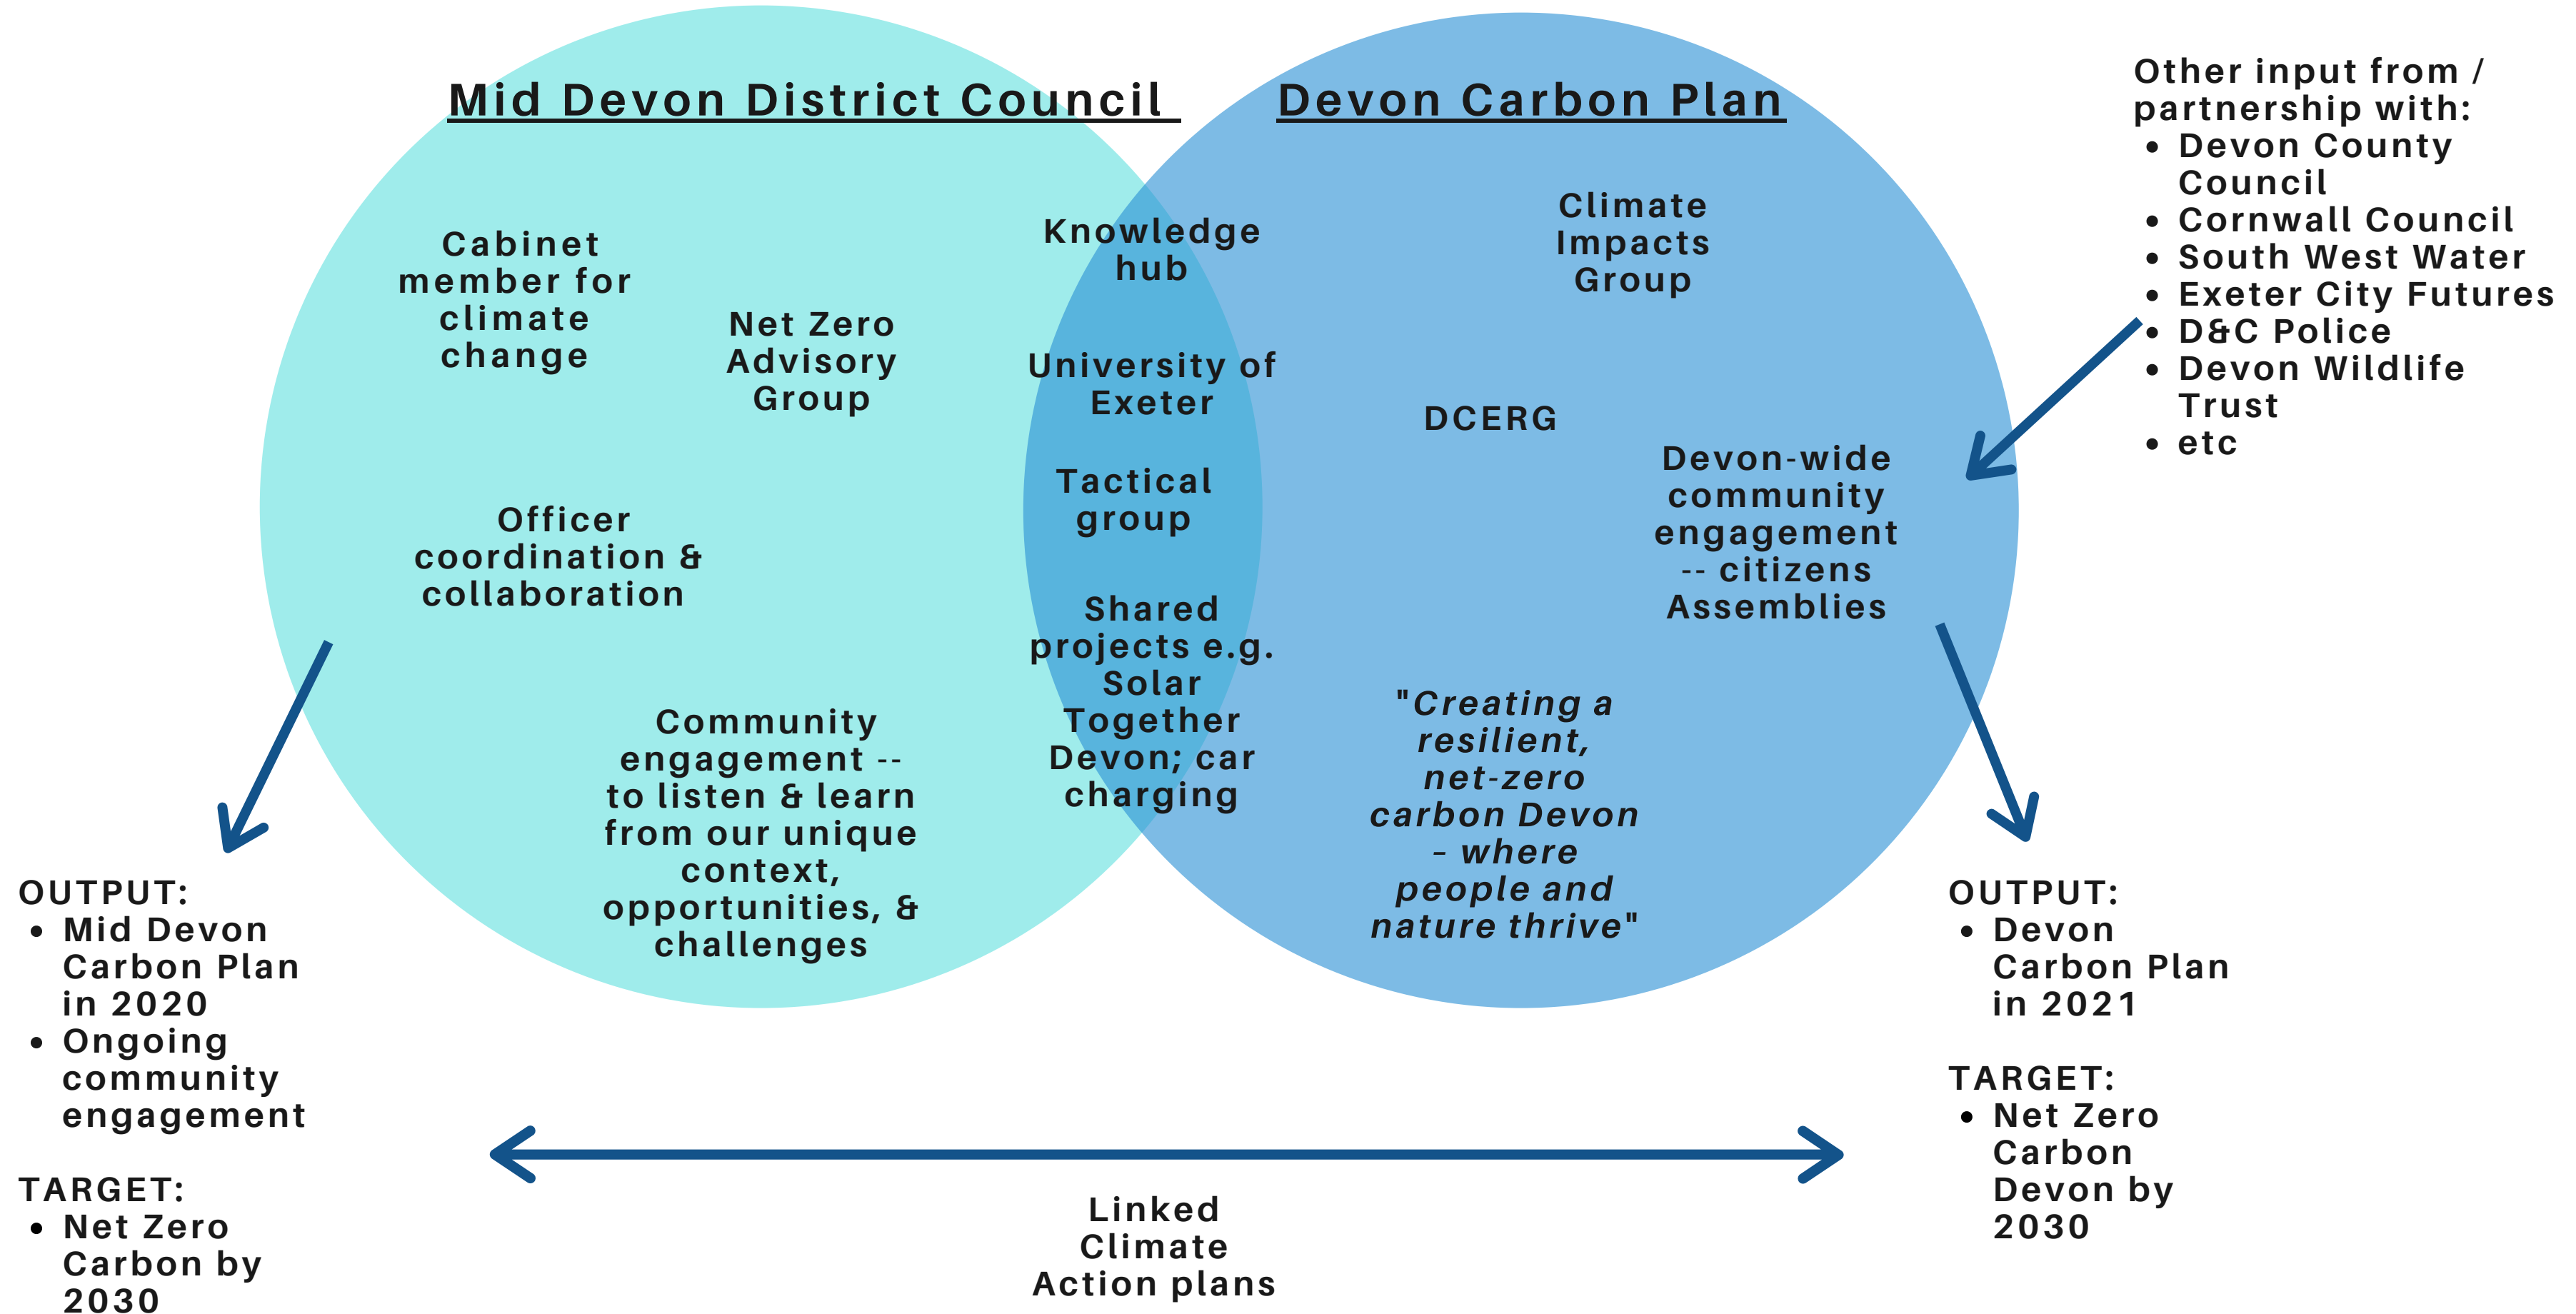 Mid Devon District Council
Cabinet
member for
climate
change
Net Zero
Advisory
Group
Officer
coordination &
collaboration
Community
engagement --
to listen & learn
from our unique
context,
opportunities, &
challenges
Knowledge
hub
University of
Exeter
Tactical
group
Shared
projects e.g.
Solar
Together
Devon; car
charging
Devon Carbon Plan
Climate
Impacts
Group
DCERG
Devon-wide
community
engagement
-- citizens
Assemblies
"Creating a
resilient,
net-zero
carbon Devon
– where
people and
nature thrive"
Other input from /
partnership with:
• Devon County
Council
• Cornwall Council
• South West Water
• Exeter City Futures
• D&C Police
• Devon Wildlife
Trust
• etc
OUTPUT:
• Mid Devon
Carbon Plan
in 2020
• Ongoing
community
engagement
TARGET:
• Net Zero
Carbon by
2030
Linked
Climate
Action plans
OUTPUT:
• Devon
Carbon Plan
in 2021
TARGET:
• Net Zero
Carbon
Devon by
2030